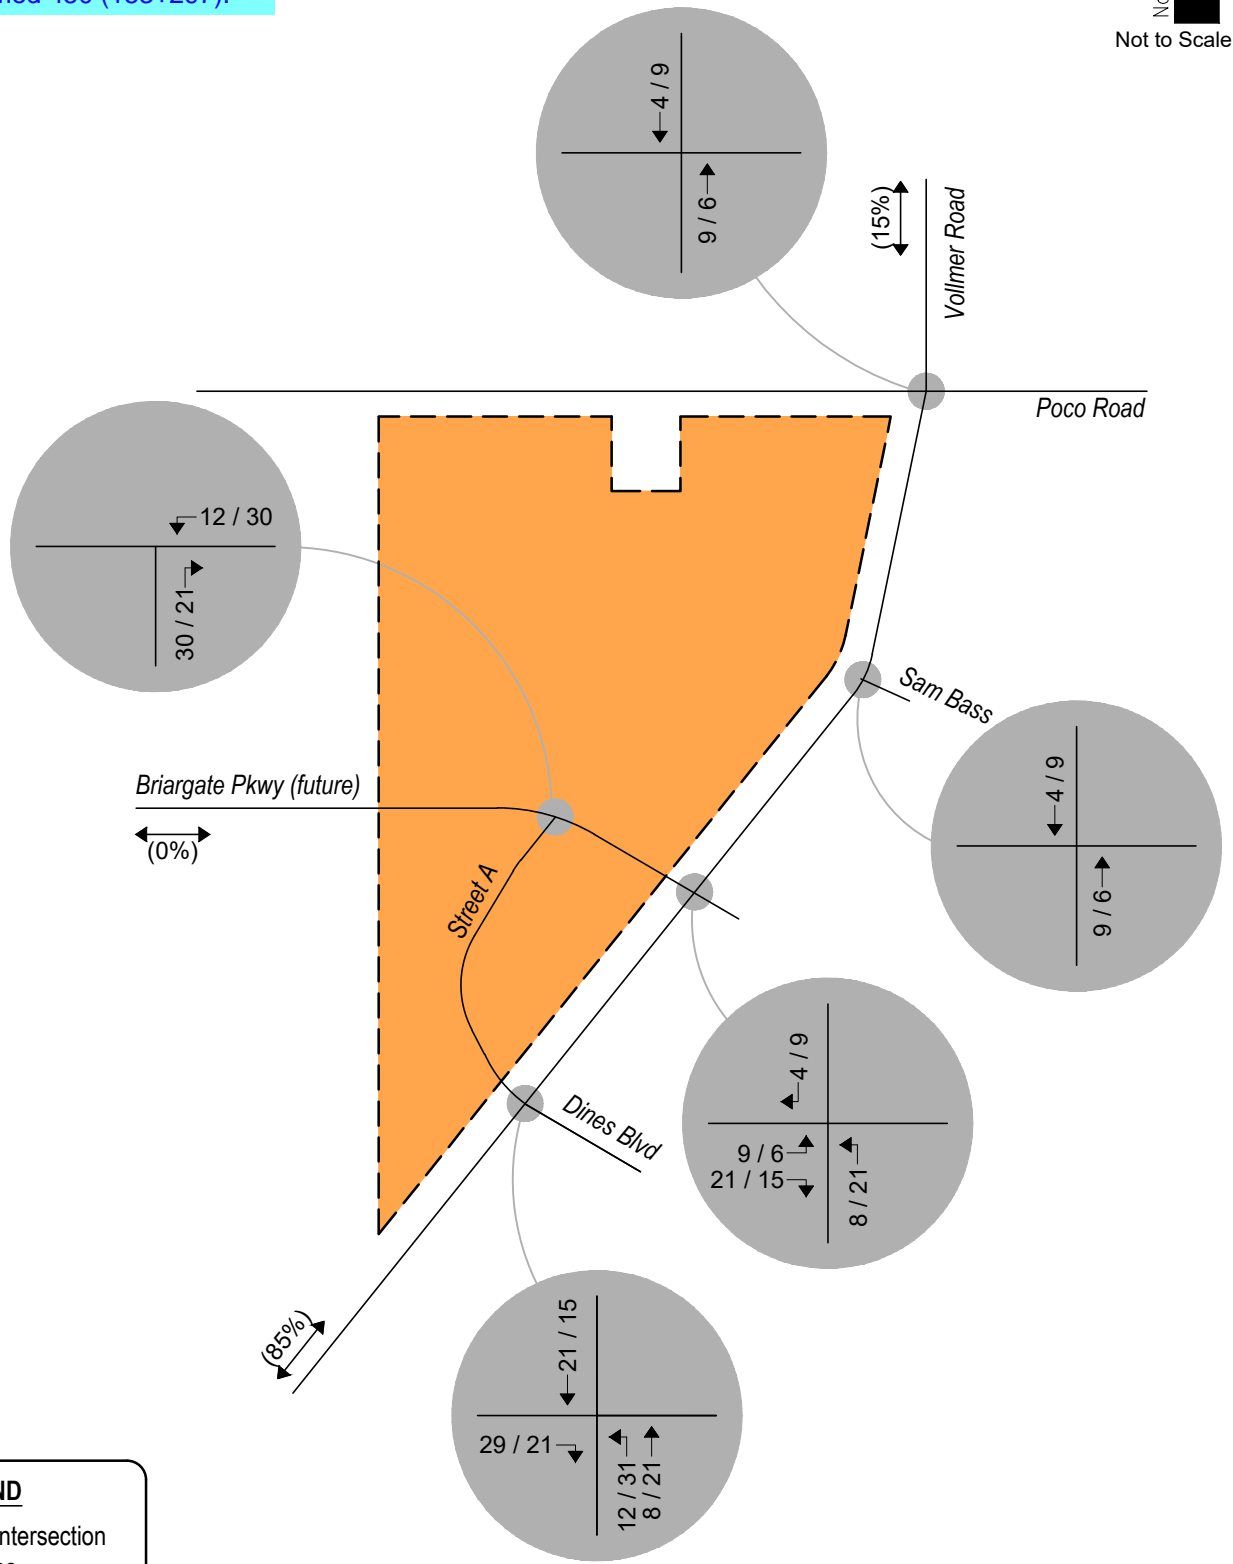 (133+297).
Not to Scale
4 / 9
9 / 6
(15%)
Vollmer Road
Poco Road
12 / 30
30 / 21
Sam Bass
Briargate Pkwy (future)
(0%)
Street A
4 / 9
9 / 6
4 / 9
9 / 6
21 / 15
8 / 21
Dines Blvd
(85%)
21 / 15
29 / 21
12 / 31
8 / 21
ntersection